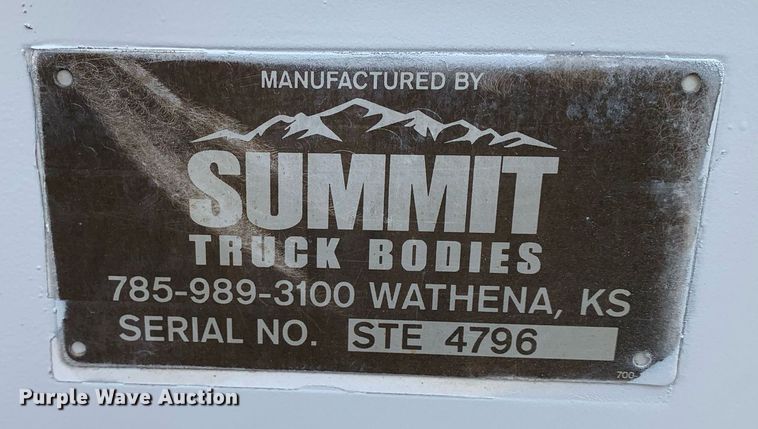 MANUFACTURED BY
SUMMIT
TRUCK BODIES
785-989-3100 WATHENA, KS
SERIAL NO. STE 4796
Purple Wave Auction